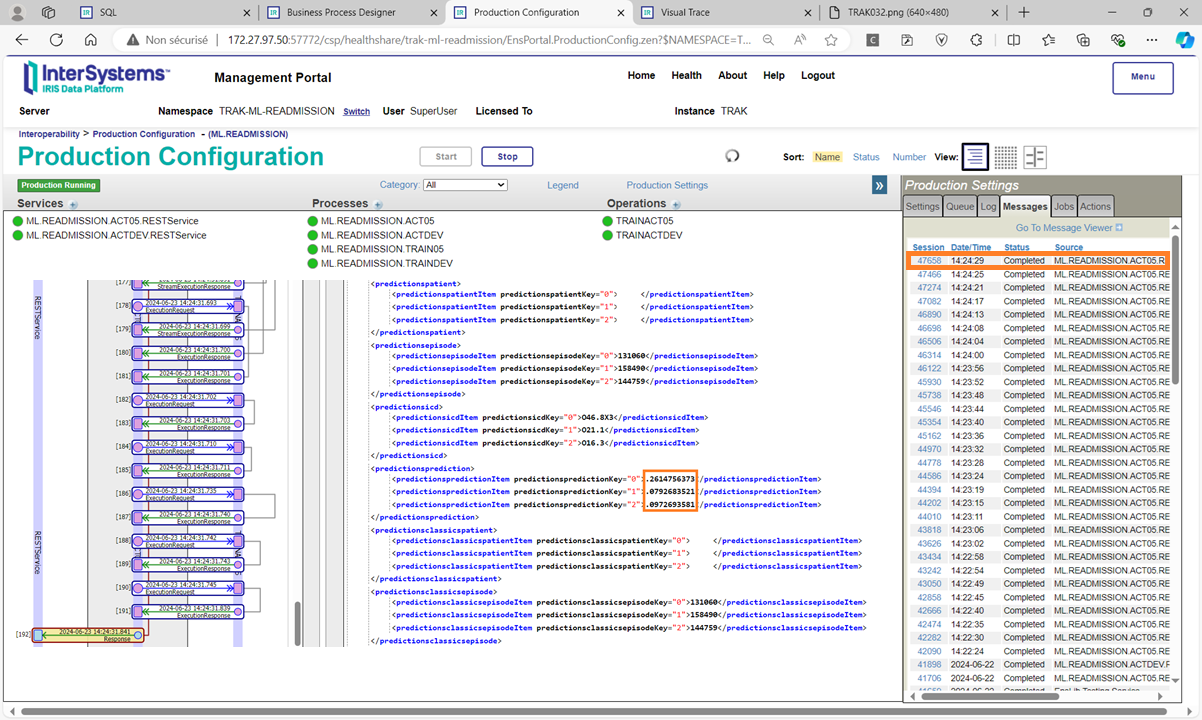 SQL
Business Process Designer
Production Configuration
Visual Trace
TRAK032.png (640×480)
Non sécurisé
172.27.97.50:57772/csp/healthshare/trak-ml-readmission/EnsPortal.ProductionConfig.zen?$NAMESPACE=T...
InterSystems™
IRIS Data Platform
Management Portal
Home Health About Help Logout
Menu
Server Namespace TRAK-ML-READMISSION Switch User SuperUser Licensed To Instance TRAK
Interoperability > Production Configuration - (ML.READMISSION)
Production Configuration
Start Stop
Sort: Name Status Number View:
Production Running
Category: All Legend Production Settings
Services Processes Operations
ML.READMISSION.ACT05.RESTService ML.READMISSION.ACT05 TRAINACT05
ML.READMISSION.ACTDEV.RESTService ML.READMISSION.ACTDEV TRAINACTDEV
ML.READMISSION.TRAIN05
ML.READMISSION.TRAINDEV
RESTService
StreamExecutionResponse
[178] 2024-06-23 14:24:31.693
ExecutionRequest
[179] 2024-06-23 14:24:31.699
StreamExecutionResponse
[180] 2024-06-23 14:24:31.700
ExecutionResponse
[181] 2024-06-23 14:24:31.701
ExecutionResponse
[182] 2024-06-23 14:24:31.702
ExecutionRequest
[183] 2024-06-23 14:24:31.703
ExecutionResponse
[184] 2024-06-23 14:24:31.710
ExecutionRequest
[185] 2024-06-23 14:24:31.711
ExecutionResponse
[186] 2024-06-23 14:24:31.735
ExecutionRequest
[187] 2024-06-23 14:24:31.740
ExecutionResponse
[188] 2024-06-23 14:24:31.742
ExecutionRequest
[189] 2024-06-23 14:24:31.743
ExecutionResponse
[190] 2024-06-23 14:24:31.745
ExecutionRequest
[191] 2024-06-23 14:24:31.839
ExecutionResponse
[192] 2024-06-23 14:24:31.841
Response
RESTService
<predictionspatient>
<predictionspatientItem predictionspatientKey="0"> </predictionspatientItem>
<predictionspatientItem predictionspatientKey="1"> </predictionspatientItem>
<predictionspatientItem predictionspatientKey="2"> </predictionspatientItem>
</predictionspatient>
<predictionsepisode>
<predictionsepisodeItem predictionsepisodeKey="0">131060</predictionsepisodeItem>
<predictionsepisodeItem predictionsepisodeKey="1">158490</predictionsepisodeItem>
<predictionsepisodeItem predictionsepisodeKey="2">144759</predictionsepisodeItem>
</predictionsepisode>
<predictionsicd>
<predictionsicdItem predictionsicdKey="0">O46.8X3</predictionsicdItem>
<predictionsicdItem predictionsicdKey="1">O21.1</predictionsicdItem>
<predictionsicdItem predictionsicdKey="2">O16.3</predictionsicdItem>
</predictionsicd>
<predictionsprediction>
<predictionspredictionItem predictionspredictionKey="0">.2614756373</predictionspredictionItem>
<predictionspredictionItem predictionspredictionKey="1">.0792683521</predictionspredictionItem>
<predictionspredictionItem predictionspredictionKey="2">.0972693581</predictionspredictionItem>
</predictionsprediction>
<predictionsclassicspatient>
<predictionsclassicspatientItem predictionsclassicspatientKey="0"> </predictionsclassicspatientItem>
<predictionsclassicspatientItem predictionsclassicspatientKey="1"> </predictionsclassicspatientItem>
<predictionsclassicspatientItem predictionsclassicspatientKey="2"> </predictionsclassicspatientItem>
</predictionsclassicspatient>
<predictionsclassicsepisode>
<predictionsclassicsepisodeItem predictionsclassicsepisodeKey="0">131060</predictionsclassicsepisodeItem>
<predictionsclassicsepisodeItem predictionsclassicsepisodeKey="1">158490</predictionsclassicsepisodeItem>
<predictionsclassicsepisodeItem predictionsclassicsepisodeKey="2">144759</predictionsclassicsepisodeItem>
</predictionsclassicsepisode>
Production Settings
Settings Queue Log Messages Jobs Actions
Go To Message Viewer
Session Date/Time Status Source
47658 14:24:29 Completed ML.READMISSION.ACT05.R
47466 14:24:25 Completed ML.READMISSION.ACT05.RE
47274 14:24:21 Completed ML.READMISSION.ACT05.RE
47082 14:24:17 Completed ML.READMISSION.ACT05.RE
46890 14:24:13 Completed ML.READMISSION.ACT05.RE
46698 14:24:08 Completed ML.READMISSION.ACT05.RE
46506 14:24:04 Completed ML.READMISSION.ACT05.RE
46314 14:24:00 Completed ML.READMISSION.ACT05.RE
46122 14:23:56 Completed ML.READMISSION.ACT05.RE
45930 14:23:52 Completed ML.READMISSION.ACT05.RE
45738 14:23:48 Completed ML.READMISSION.ACT05.RE
45546 14:23:44 Completed ML.READMISSION.ACT05.RE
45354 14:23:40 Completed ML.READMISSION.ACT05.RE
45162 14:23:36 Completed ML.READMISSION.ACT05.RE
44970 14:23:32 Completed ML.READMISSION.ACT05.RE
44778 14:23:28 Completed ML.READMISSION.ACT05.RE
44586 14:23:24 Completed ML.READMISSION.ACT05.RE
44394 14:23:19 Completed ML.READMISSION.ACT05.RE
44202 14:23:15 Completed ML.READMISSION.ACT05.RE
44010 14:23:11 Completed ML.READMISSION.ACT05.RE
43818 14:23:06 Completed ML.READMISSION.ACT05.RE
43626 14:23:02 Completed ML.READMISSION.ACT05.RE
43434 14:22:58 Completed ML.READMISSION.ACT05.RE
43242 14:22:54 Completed ML.READMISSION.ACT05.RE
43050 14:22:49 Completed ML.READMISSION.ACT05.RE
42858 14:22:45 Completed ML.READMISSION.ACT05.RE
42666 14:22:40 Completed ML.READMISSION.ACT05.RE
42474 14:22:35 Completed ML.READMISSION.ACT05.RE
42282 14:22:30 Completed ML.READMISSION.ACT05.RE
42090 14:22:24 Completed ML.READMISSION.ACT05.RE
41898 2024-06-22 Completed ML.READMISSION.ACTDEV.F
41706 2024-06-22 Completed ML.READMISSION.ACT05.RE